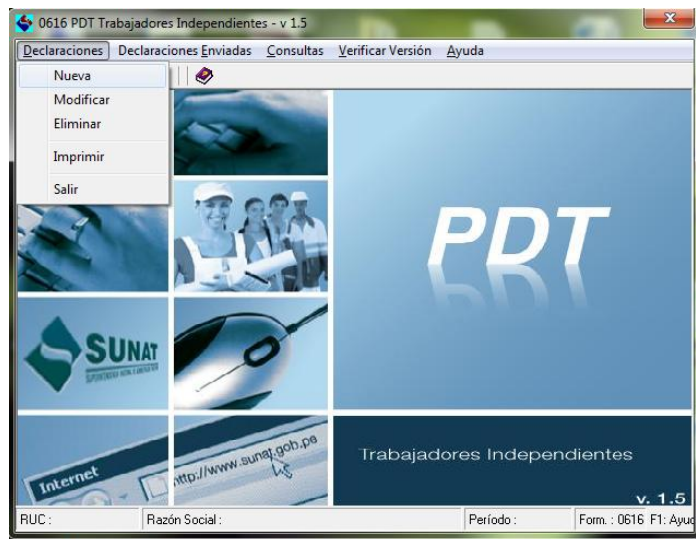 0616 PDT Trabajadores Independientes - v 1.5
Declaraciones Declaraciones Enviadas Consultas Verificar Versión Ayuda
Nueva
Modificar
Eliminar
Imprimir
Salir
PDT
SUNAT
Internet
http://www.sunat.gob.pe
Trabajadores Independientes
v. 1.5
RUC : Razón Social : Período : Form. : 0616 F1: Ayuc